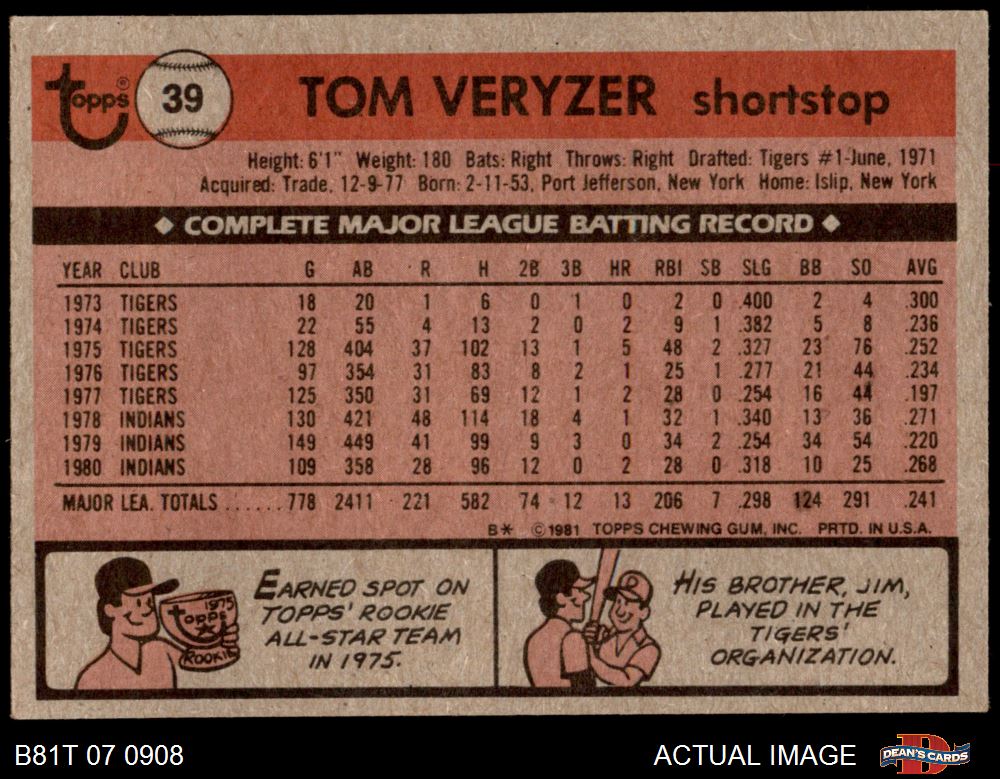 topps® 39 TOM VERYZER shortstop
Height: 6'1" Weight: 180 Bats: Right Throws: Right Drafted: Tigers #1-June, 1971
Acquired: Trade, 12-9-77 Born: 2-11-53, Port Jefferson, New York Home: Islip, New York
◆ COMPLETE MAJOR LEAGUE BATTING RECORD ◆
YEAR CLUB G AB R H 2B 3B HR RBI SB SLG BB SO AVG
1973 TIGERS 18 20 1 6 0 1 0 2 0 .400 2 4 .300
1974 TIGERS 22 55 4 13 2 0 2 9 1 .382 5 8 .236
1975 TIGERS 128 404 37 102 13 1 5 48 2 .327 23 76 .252
1976 TIGERS 97 354 31 83 8 2 1 25 1 .277 21 44 .234
1977 TIGERS 125 350 31 69 12 1 2 28 0 .254 16 44 .197
1978 INDIANS 130 421 48 114 18 4 1 32 1 .340 13 36 .271
1979 INDIANS 149 449 41 99 9 3 0 34 2 .254 34 54 .220
1980 INDIANS 109 358 28 96 12 0 2 28 0 .318 10 25 .268
MAJOR LEA. TOTALS ...... 778 2411 221 582 74 12 13 206 7 .298 124 291 .241
B* ©1981 TOPPS CHEWING GUM, INC. PRTD. IN U.S.A.
EARNED SPOT ON
TOPPS' ROOKIE
ALL-STAR TEAM
IN 1975.
1975
topps
ROOKIE
HIS BROTHER, JIM,
PLAYED IN THE
TIGERS'
ORGANIZATION.
B81T 07 0908 ACTUAL IMAGE DEAN'S CARDS